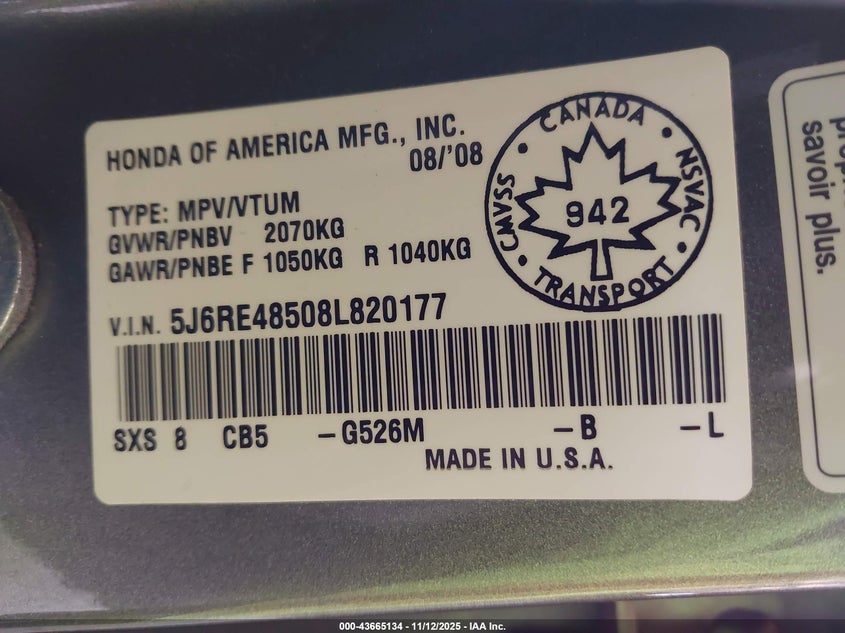 HONDA OF AMERICA MFG., INC.
08/'08
TYPE: MPV/VTUM
GVWR/PNBV 2070KG
GAWR/PNBE F 1050KG R 1040KG
V.I.N. 5J6RE48508L820177
SXS 8 CB5 -G526M -B -L
MADE IN U.S.A.
CANADA
CMVSS 942 NSVAC
TRANSPORT
savoir plus.
000-43665134 - 11/12/2025 - IAA Inc.